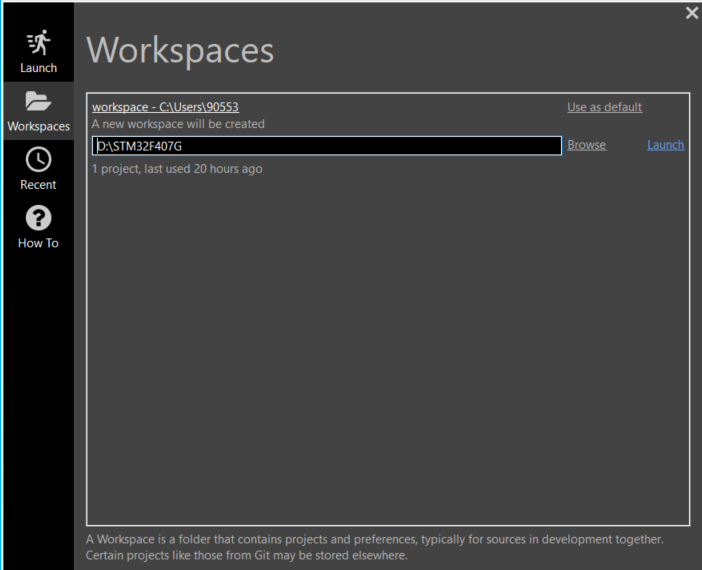 Launch
Workspaces
Recent
How To
Workspaces
workspace - C:\Users\90553
Use as default
A new workspace will be created
D:\STM32F407G
Browse
Launch
1 project, last used 20 hours ago
A Workspace is a folder that contains projects and preferences, typically for sources in development together.
Certain projects like those from Git may be stored elsewhere.